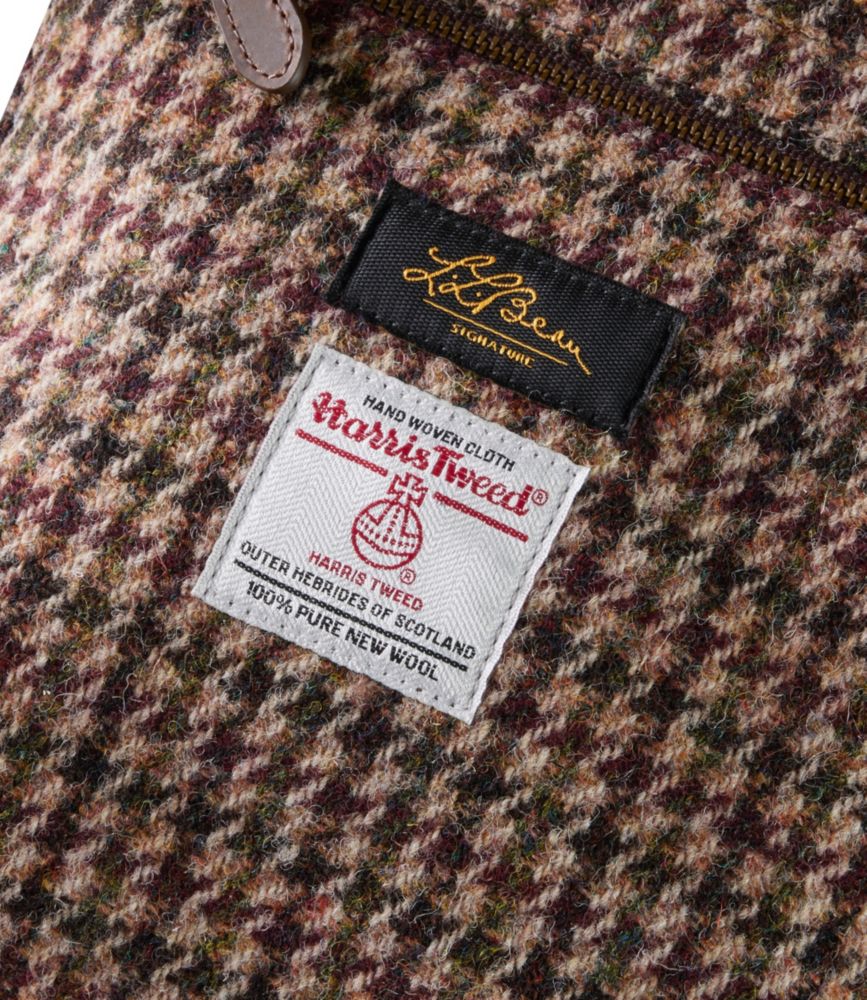 L.L.Bean
SIGNATURE
HAND WOVEN CLOTH
Harris Tweed®
®
HARRIS TWEED
OUTER HEBRIDES OF SCOTLAND
100% PURE NEW WOOL